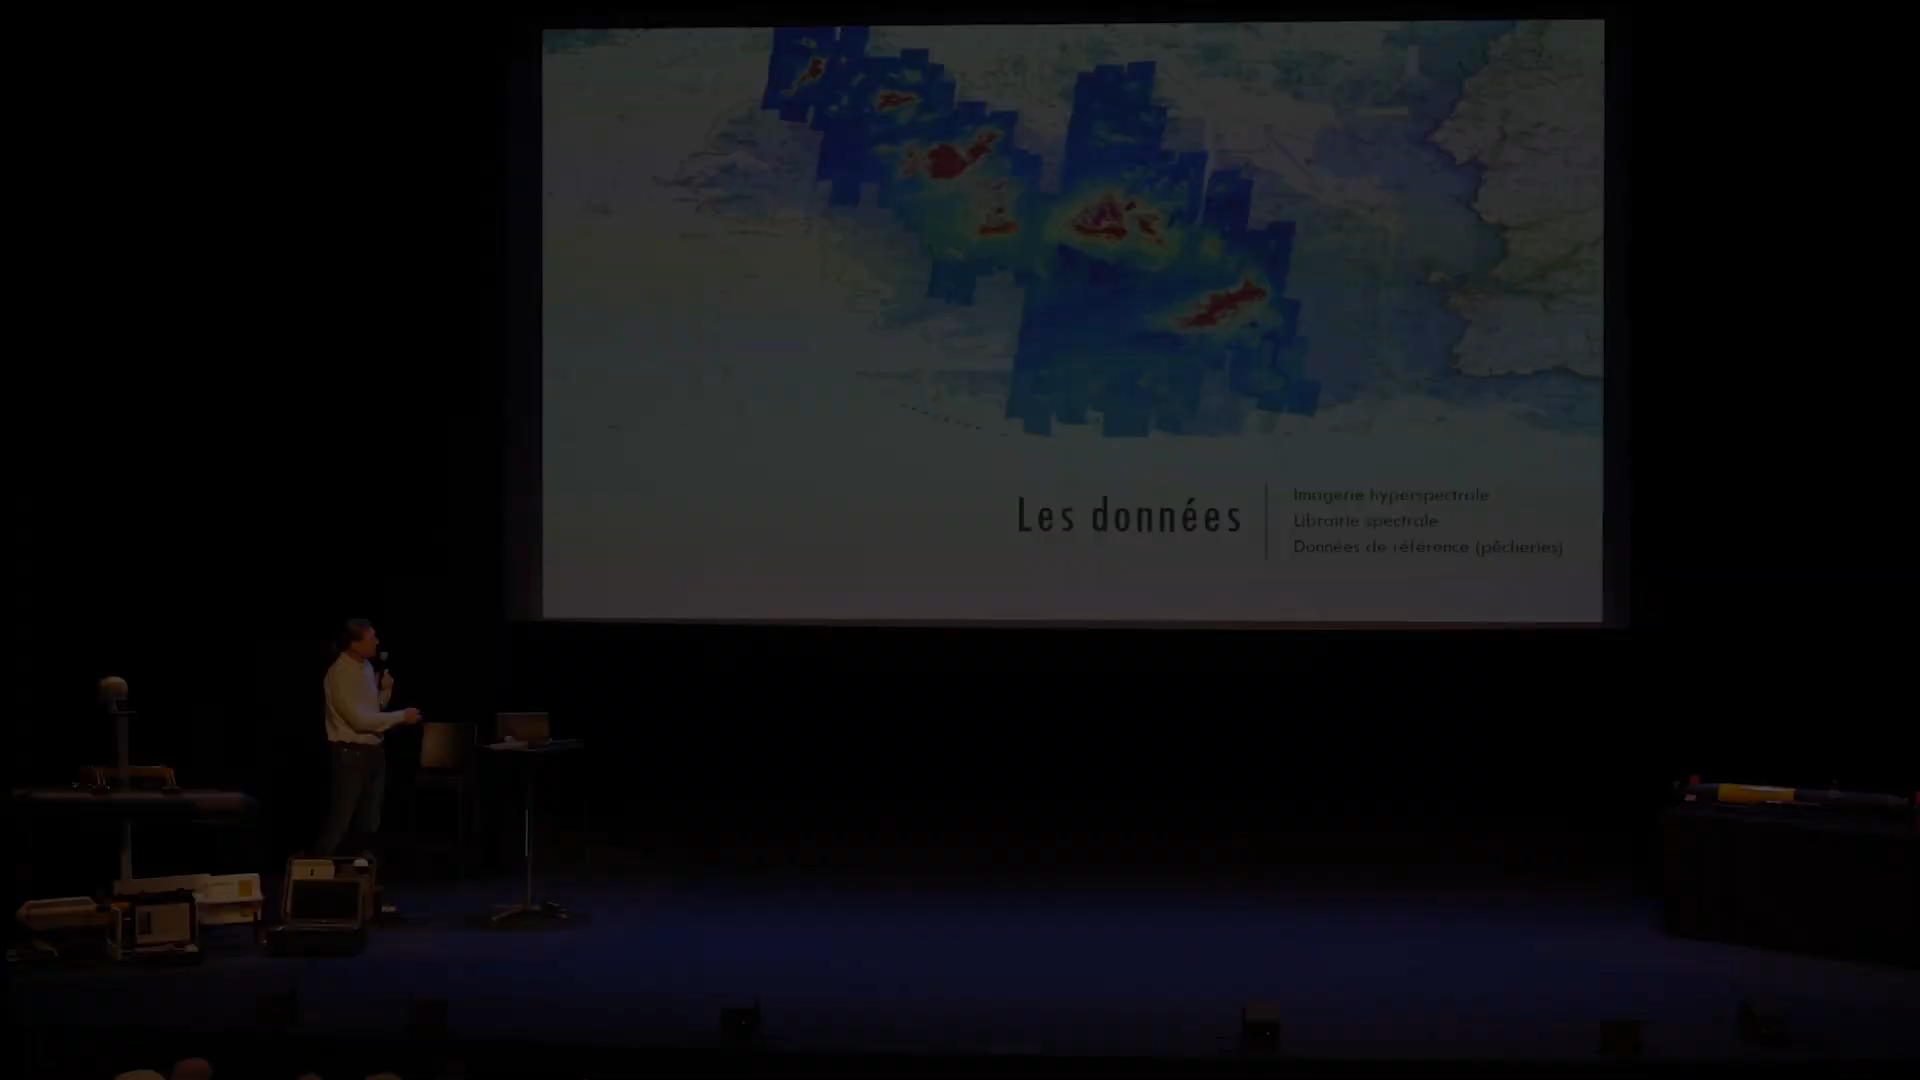 Les données
Imagerie hyperspectrale
Librairie spectrale
Données de référence (pêcheries)